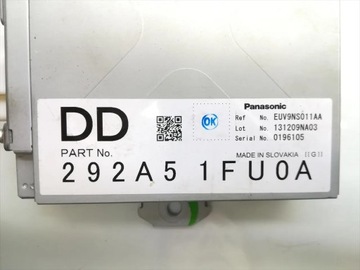 DD
OK
Panasonic
Ref No. EUV9NS011AA
Lot No. 131209NA03
Serial No. 0196105
PART No.
MADE IN SLOVAKIA
292A5 1FU0A